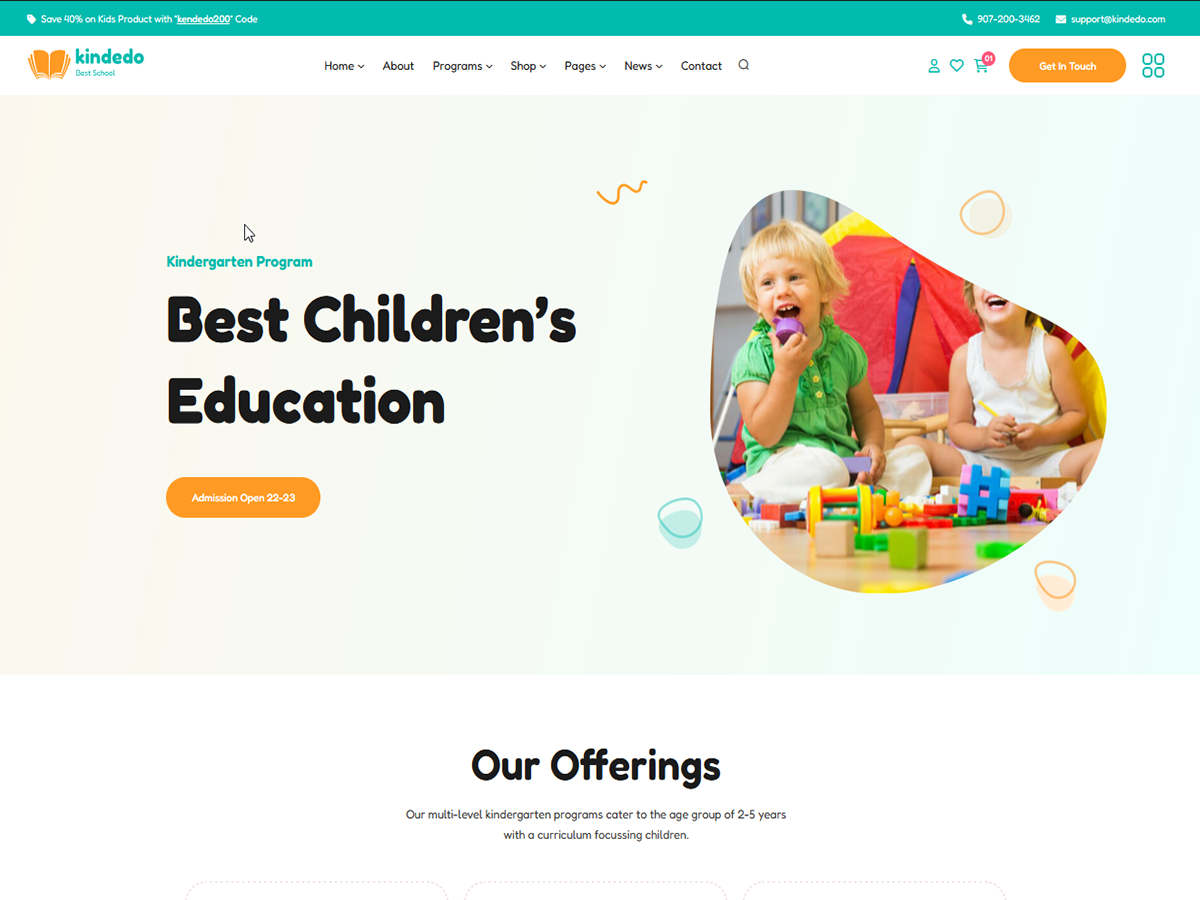 Save 40% on Kids Product with "kendedo200" Code
907-200-3462
support@kindedo.com
kindedo
Best School
Home
About
Programs
Shop
Pages
News
Contact
01
Get In Touch
Kindergarten Program
Best Children’s
Education
Admission Open 22-23
Our Offerings
Our multi-level kindergarten programs cater to the age group of 2-5 years
with a curriculum focussing children.